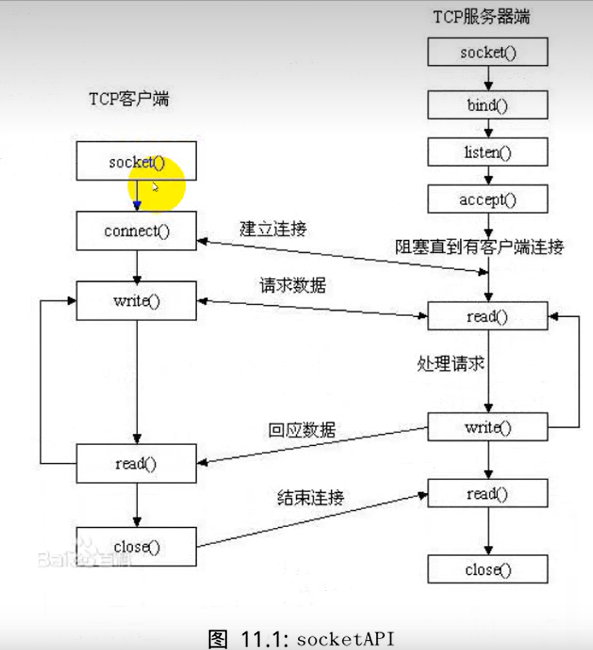 TCP服务器端
socket()
bind()
listen()
accept()
阻塞直到有客户端连接
read()
处理请求
write()
read()
close()
TCP客户端
socket()
connect()
write()
read()
close()
建立连接
请求数据
回应数据
结束连接
Baidu百科
图 11.1: socketAPI